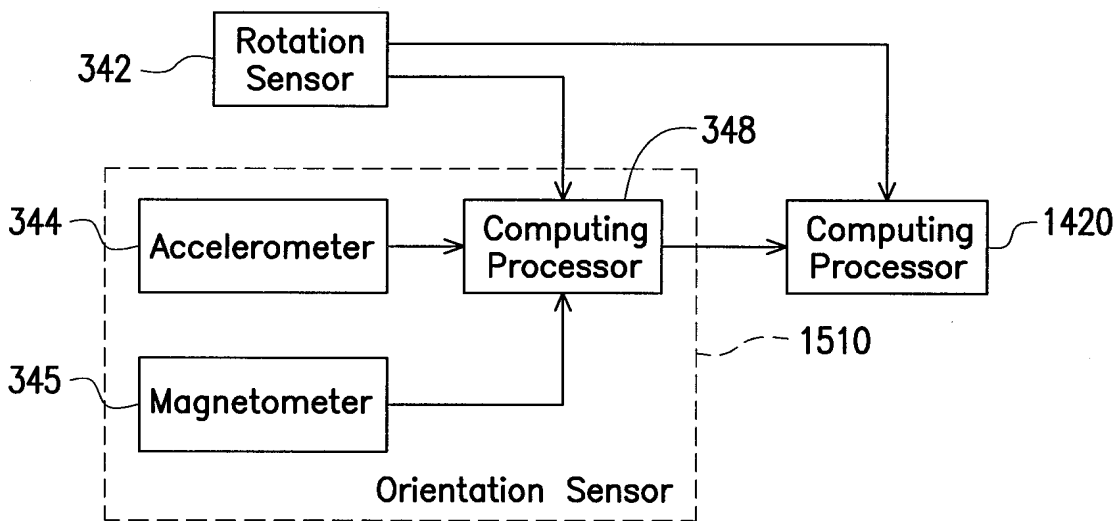 Rotation
Sensor
342
348
344
Accelerometer
Computing
Processor
Computing
Processor
1420
1510
345
Magnetometer
Orientation Sensor